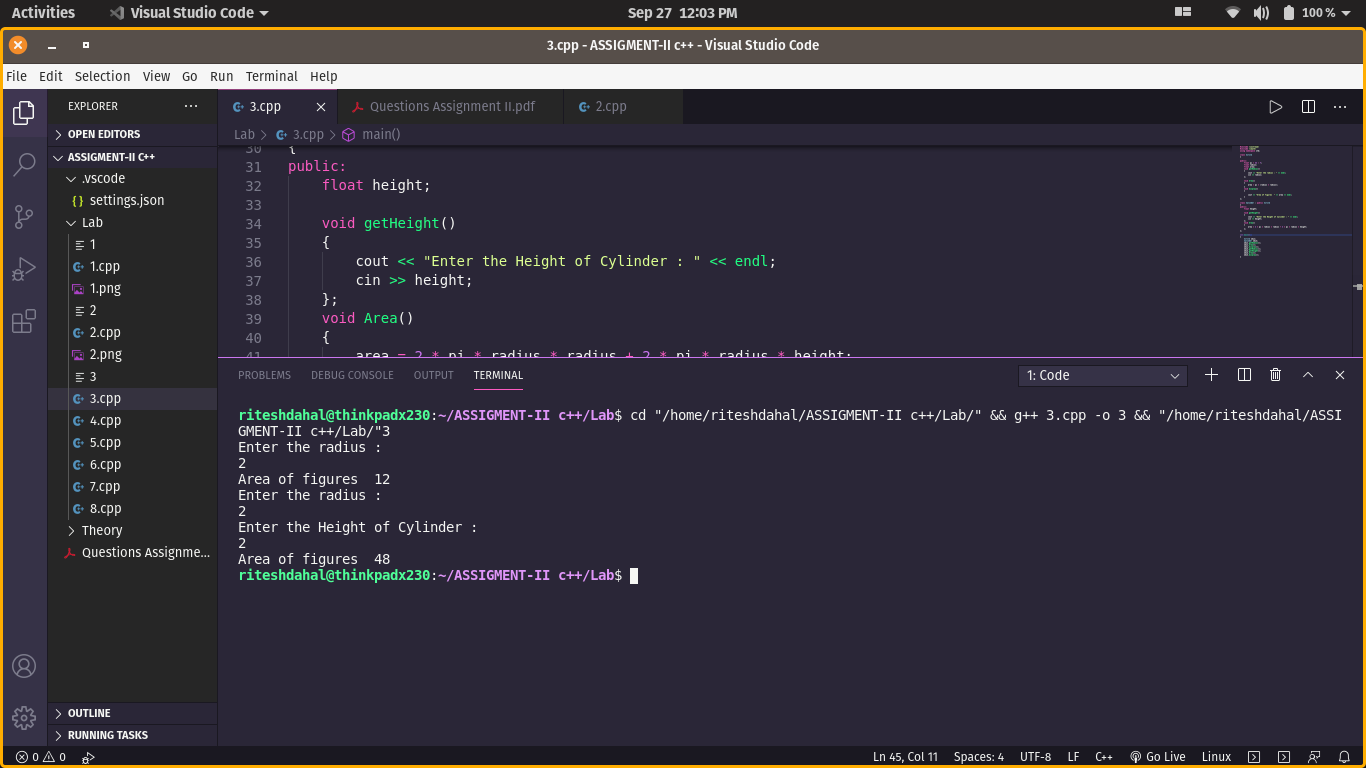 Activities Visual Studio Code Sep 27 12:03 PM 100 %
3.cpp - ASSIGMENT-II c++ - Visual Studio Code
File Edit Selection View Go Run Terminal Help
EXPLORER ···
OPEN EDITORS
ASSIGMENT-II C++
.vscode
{} settings.json
Lab
1
1.cpp
1.png
2
2.cpp
2.png
3
3.cpp
4.cpp
5.cpp
6.cpp
7.cpp
8.cpp
Theory
Questions Assignme...
OUTLINE
RUNNING TASKS
3.cpp Questions Assignment II.pdf 2.cpp
Lab > 3.cpp > main()
30 {
31 public:
32 float height;
33
34 void getHeight()
35 {
36 cout << "Enter the Height of Cylinder : " << endl;
37 cin >> height;
38 };
39 void Area()
40 {
41 area = 2 * pi * radius * radius + 2 * pi * radius * height;
PROBLEMS DEBUG CONSOLE OUTPUT TERMINAL 1: Code
riteshdahal@thinkpadx230:~/ASSIGMENT-II c++/Lab$ cd "/home/riteshdahal/ASSIGMENT-II c++/Lab/" && g++ 3.cpp -o 3 && "/home/riteshdahal/ASSI
GMENT-II c++/Lab/"3
Enter the radius :
2
Area of figures  12
Enter the radius :
2
Enter the Height of Cylinder :
2
Area of figures  48
riteshdahal@thinkpadx230:~/ASSIGMENT-II c++/Lab$
0 0 Ln 45, Col 11 Spaces: 4 UTF-8 LF C++ Go Live Linux